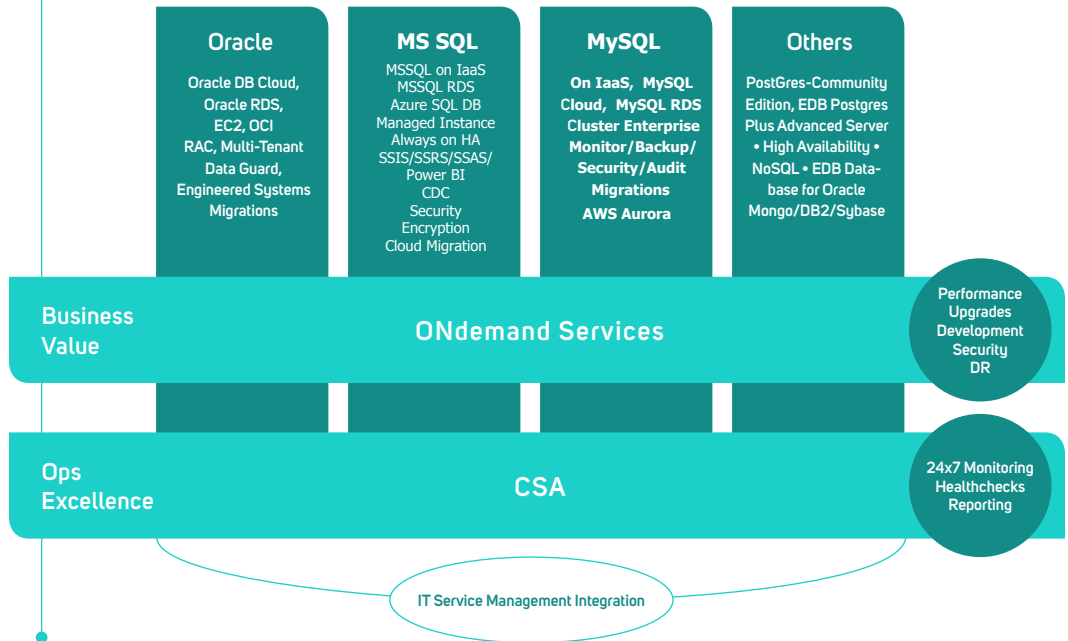 Oracle
Oracle DB Cloud,
Oracle RDS,
EC2, OCI
RAC, Multi-Tenant
Data Guard,
Engineered Systems
Migrations
MS SQL
MSSQL on IaaS
MSSQL RDS
Azure SQL DB
Managed Instance
Always on HA
SSIS/SSRS/SSAS/
Power BI
CDC
Security
Encryption
Cloud Migration
MySQL
On IaaS, MySQL
Cloud, MySQL RDS
Cluster Enterprise
Monitor/Backup/
Security/Audit
Migrations
AWS Aurora
Others
PostGres-Community
Edition, EDB Postgres
Plus Advanced Server
• High Availability •
NoSQL • EDB Data-
base for Oracle
Mongo/DB2/Sybase
Business
Value
ONdemand Services
Performance
Upgrades
Development
Security
DR
Ops
Excellence
CSA
24x7 Monitoring
Healthchecks
Reporting
IT Service Management Integration